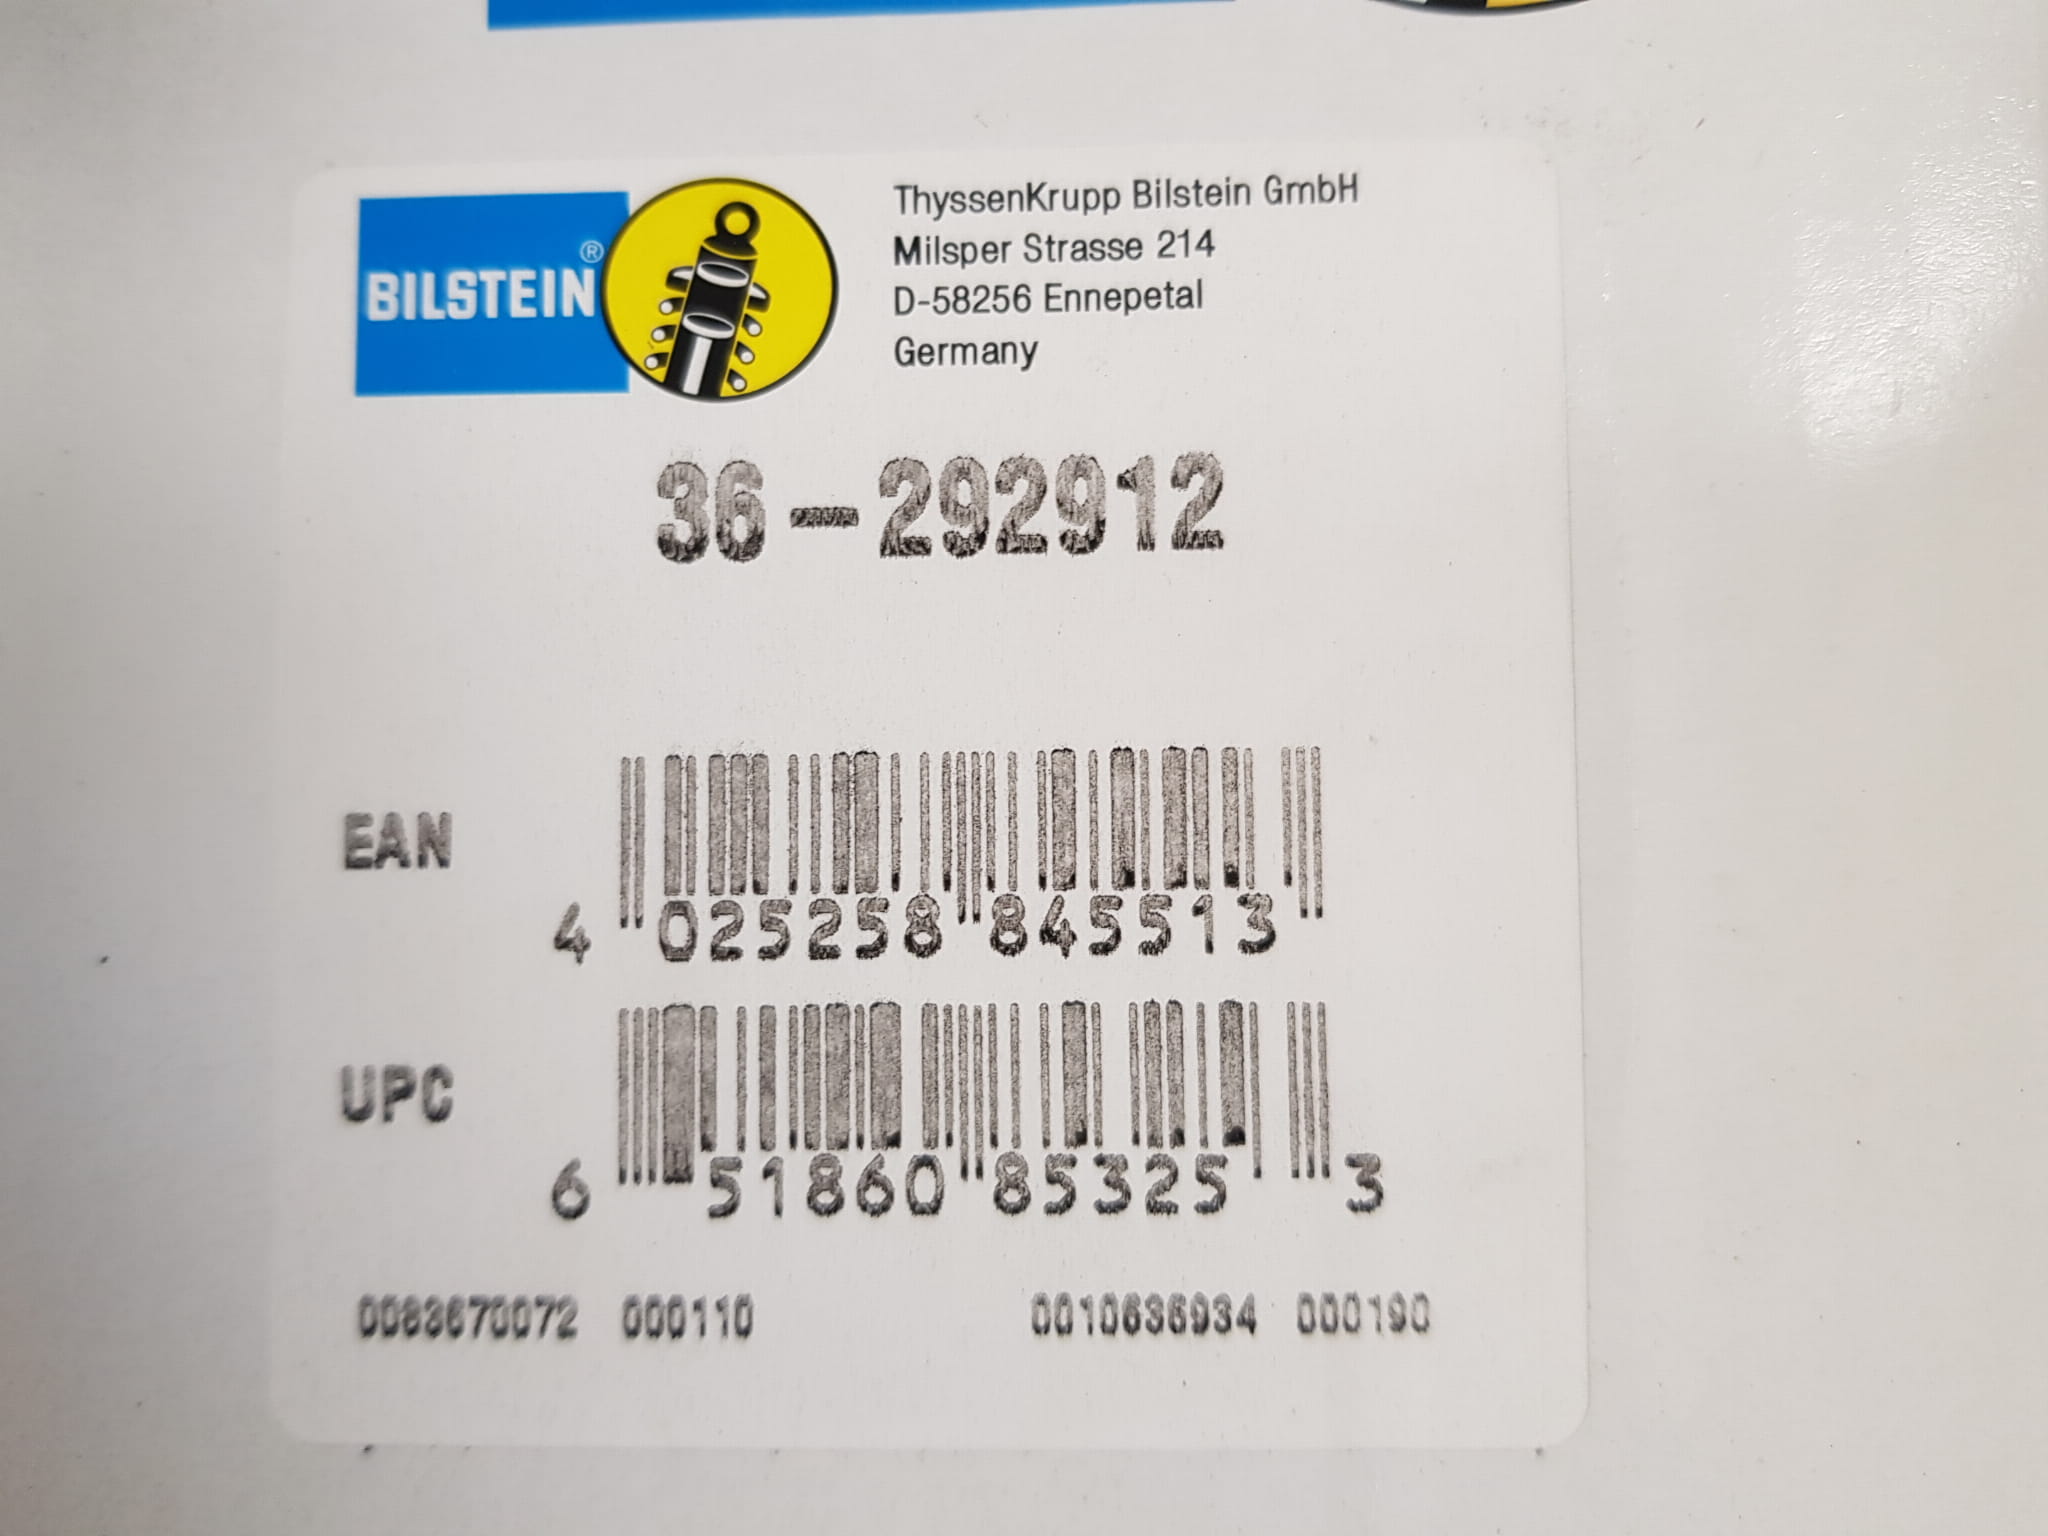 BILSTEIN®
ThyssenKrupp Bilstein GmbH
Milsper Strasse 214
D-58256 Ennepetal
Germany
36-292912
EAN
4 025258 845513
UPC
6 51860 85325 3
0083670072 000110 0010636934 000190